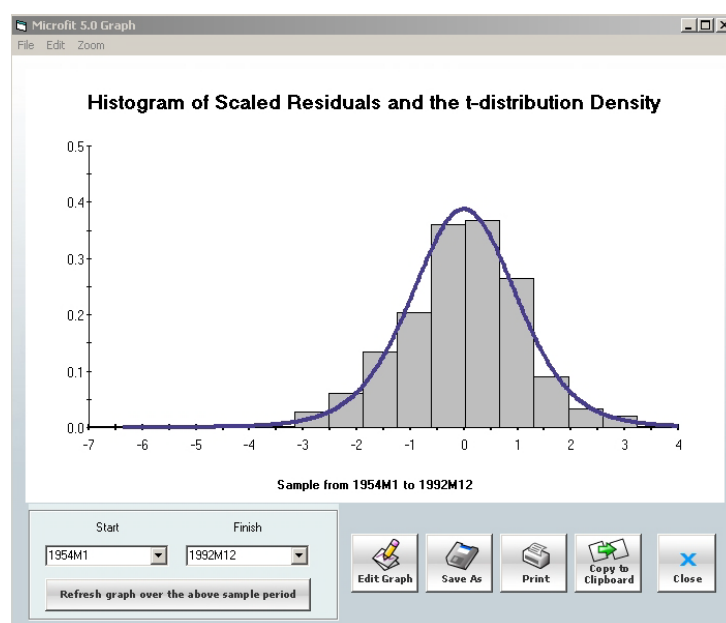 Microfit 5.0 Graph
File Edit Zoom
Histogram of Scaled Residuals and the t-distribution Density
0.5
0.4
0.3
0.2
0.1
0.0
-7 -6 -5 -4 -3 -2 -1 0 1 2 3 4
Sample from 1954M1 to 1992M12
Start Finish
1954M1 1992M12
Refresh graph over the above sample period
Edit Graph Save As Print Copy to Clipboard Close